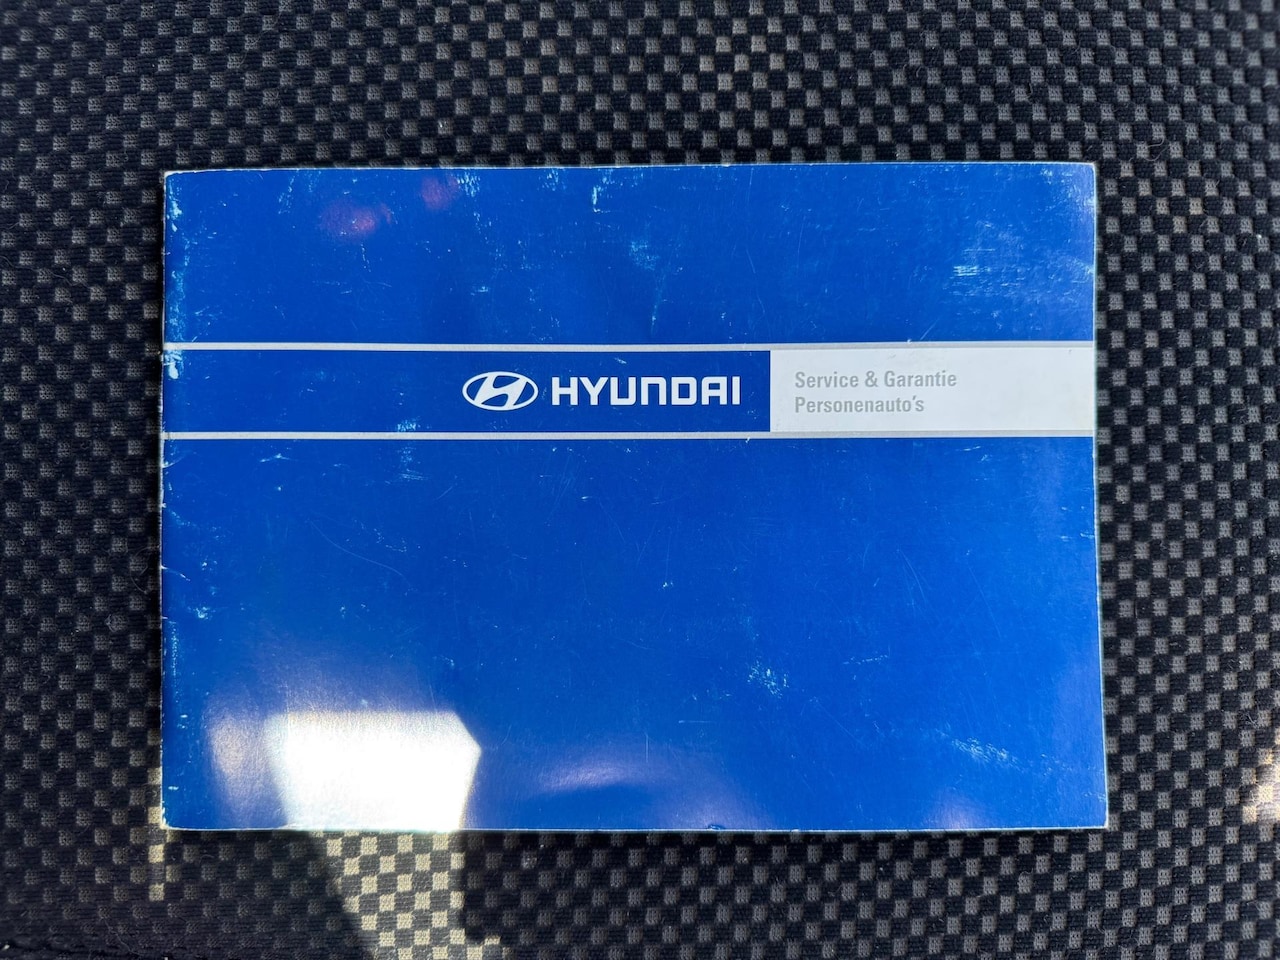 HYUNDAI
Service & Garantie
Personenauto's